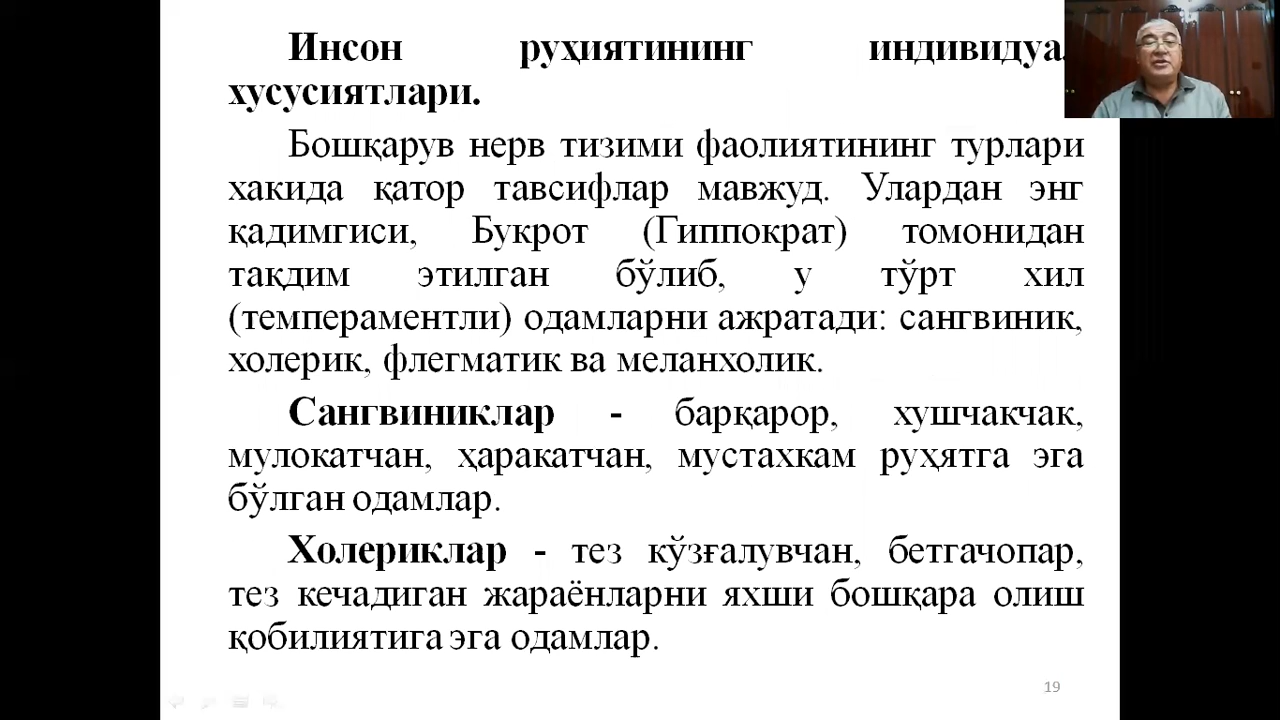 Инсон руҳиятининг индивидуал
хусусиятлари.
Бошқарув нерв тизими фаолиятининг турлари
хакида қатор тавсифлар мавжуд. Улардан энг
қадимгиси, Букрот (Гиппократ) томонидан
тақдим этилган бўлиб, у тўрт хил
(темпераментли) одамларни ажратади: сангвиник,
холерик, флегматик ва меланхолик.
Сангвиниклар - барқарор, хушчакчак,
мулокатчан, ҳаракатчан, мустахкам руҳятга эга
бўлган одамлар.
Холериклар - тез кўзғалувчан, бетгачопар,
тез кечадиган жараёнларни яхши бошқара олиш
қобилиятига эга одамлар.
19